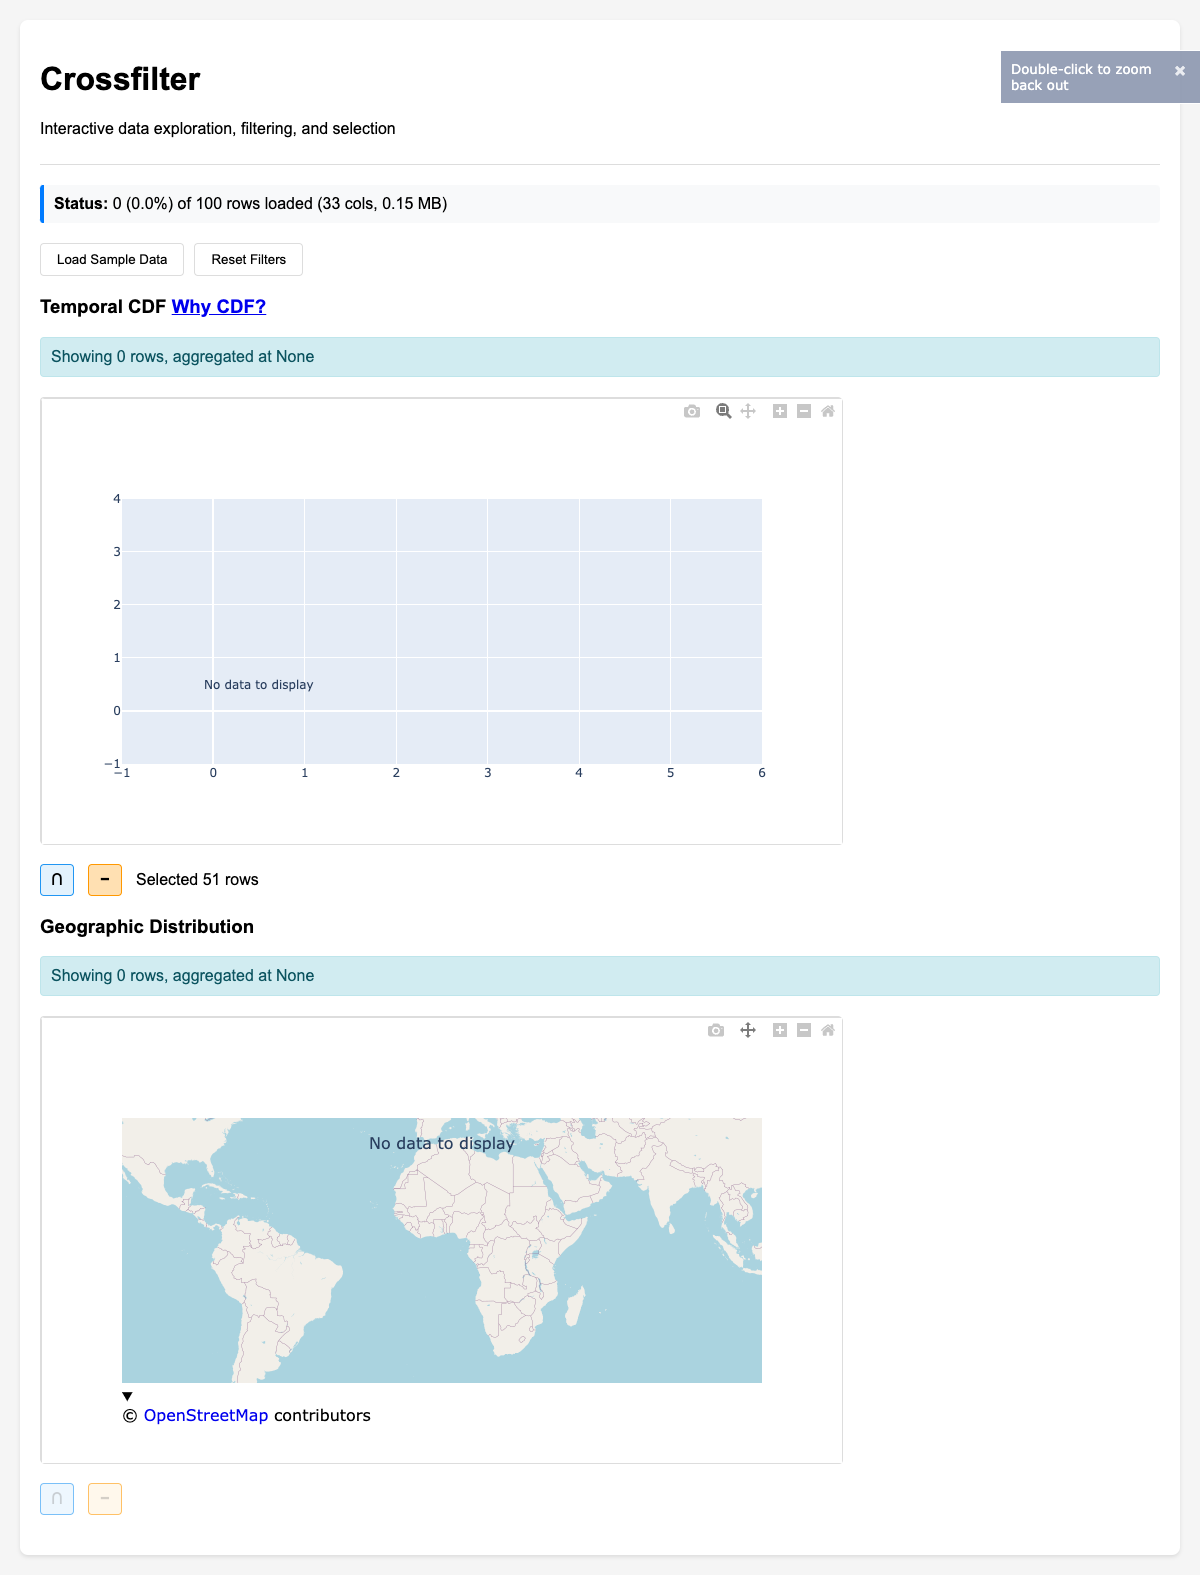 Crossfilter
Double-click to zoom
back out
×
Interactive data exploration, filtering, and selection
Status: 0 (0.0%) of 100 rows loaded (33 cols, 0.15 MB)
Load Sample Data
Reset Filters
Temporal CDF Why CDF?
Showing 0 rows, aggregated at None
4
3
2
1
No data to display
0
−1
−1 0 1 2 3 4 5 6
∩
−
Selected 51 rows
Geographic Distribution
Showing 0 rows, aggregated at None
No data to display
▼
© OpenStreetMap contributors
∩
−